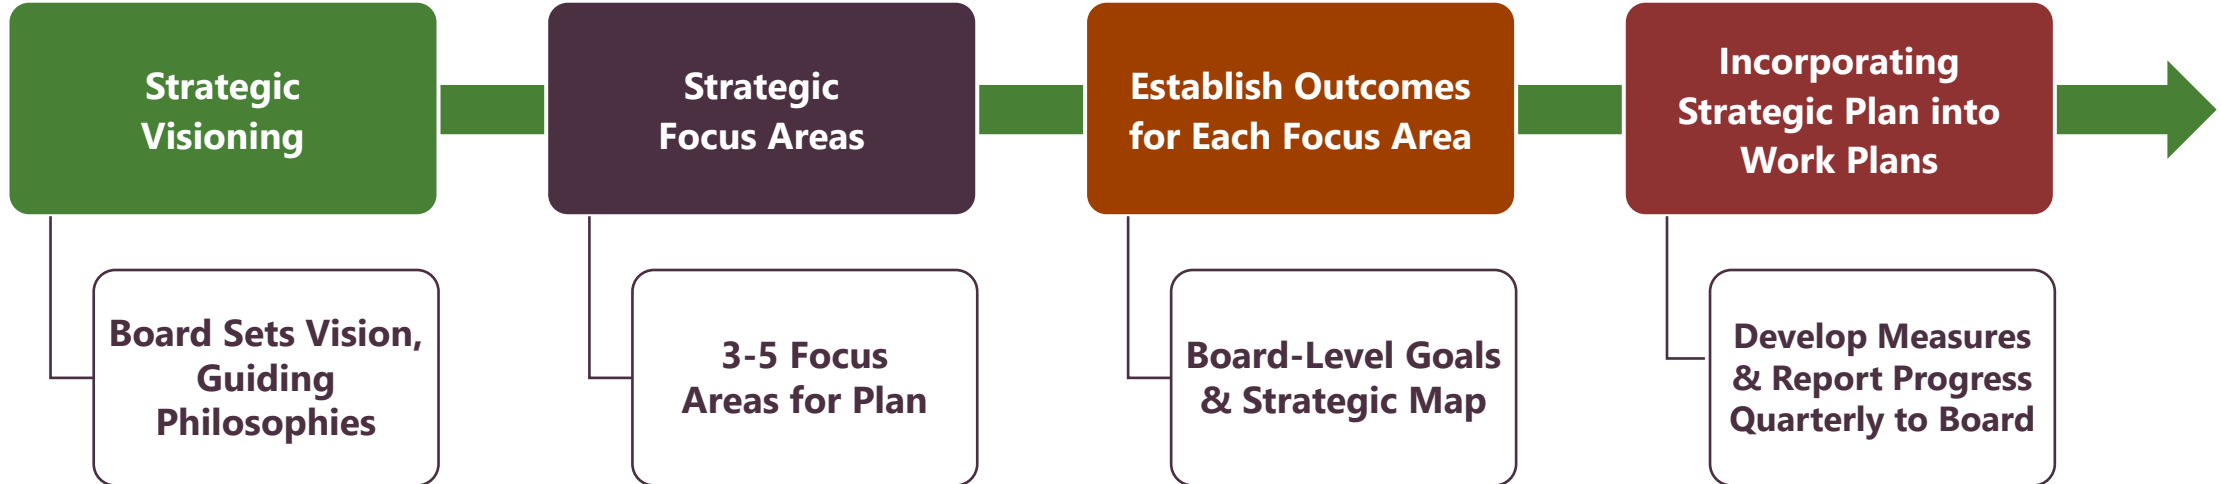 Strategic
Visioning
Strategic
Focus Areas
Establish Outcomes
for Each Focus Area
Incorporating
Strategic Plan into
Work Plans
Board Sets Vision,
Guiding
Philosophies
3-5 Focus
Areas for Plan
Board-Level Goals
& Strategic Map
Develop Measures
& Report Progress
Quarterly to Board